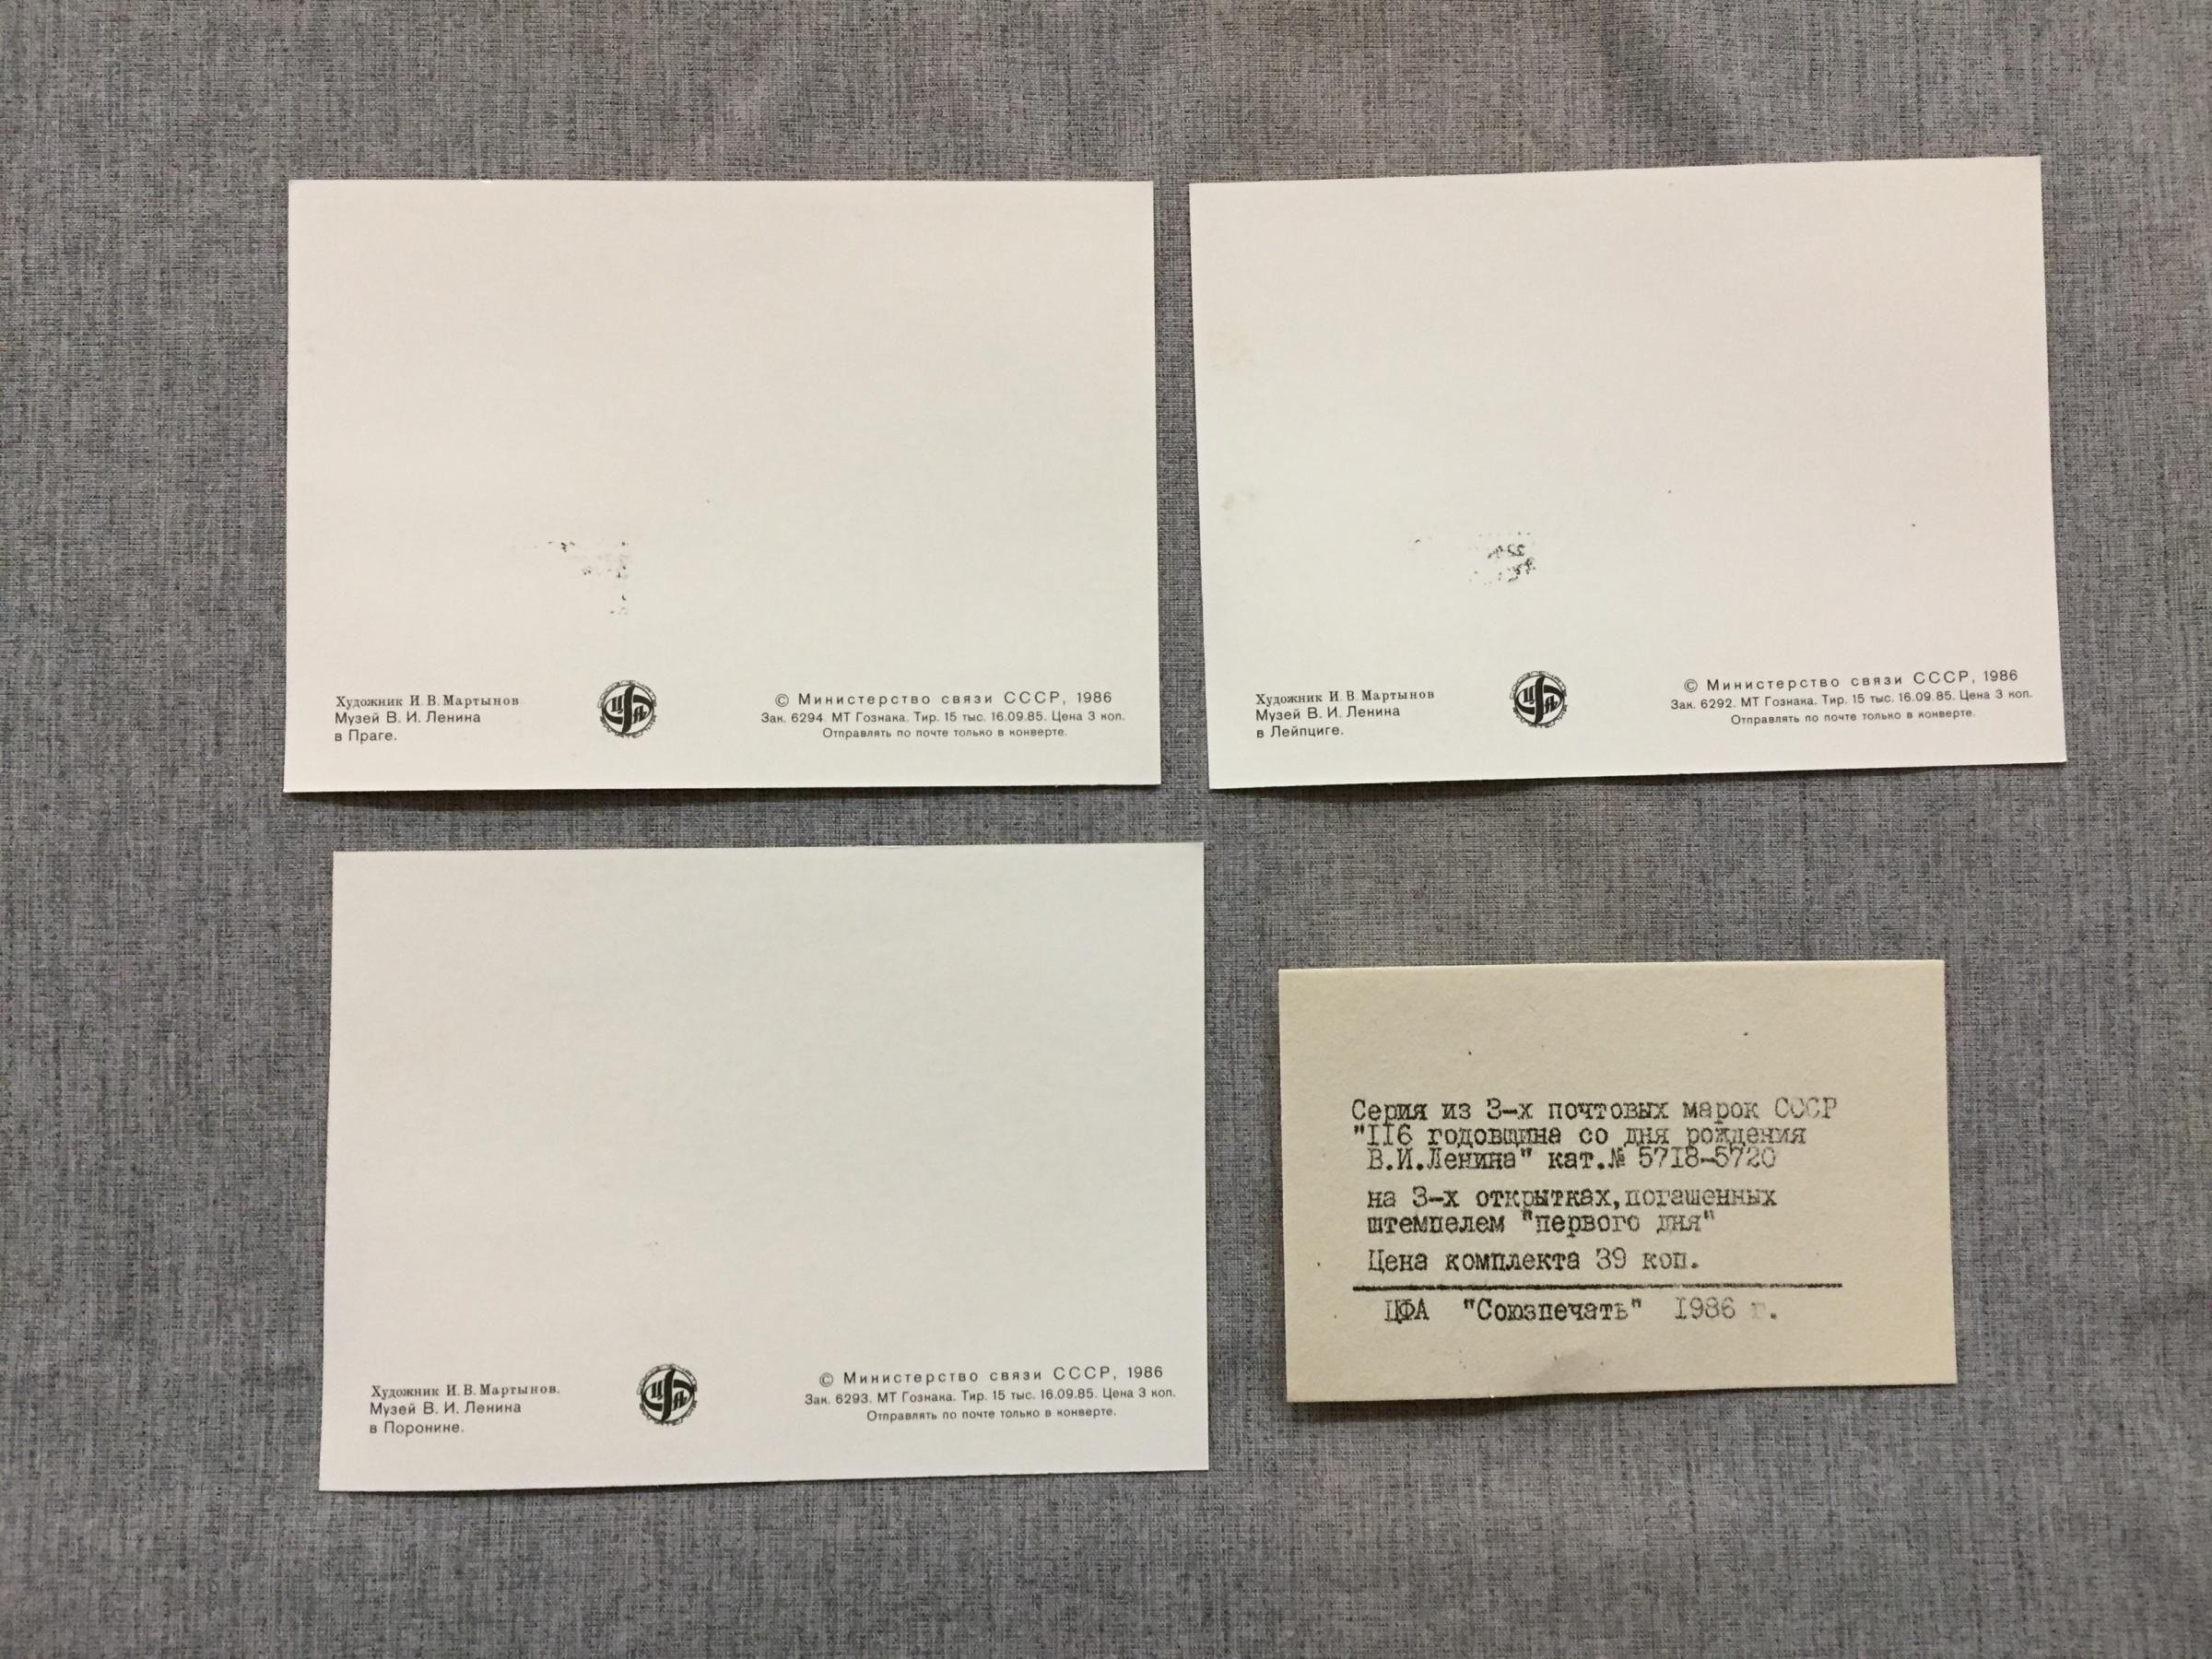 Художник И. В. Мартынов
Музей В. И. Ленина
в Праге.
ЦФА
© Министерство связи СССР, 1986
Зак. 6294. МТ Гознака. Тир. 15 тыс. 16.09.85. Цена 3 коп.
Отправлять по почте только в конверте.
Художник И. В. Мартынов
Музей В. И. Ленина
в Лейпциге.
ЦФА
© Министерство связи СССР, 1986
Зак. 6292. МТ Гознака. Тир. 15 тыс. 16.09.85. Цена 3 коп.
Отправлять по почте только в конверте.
Художник И. В. Мартынов.
Музей В. И. Ленина
в Поронине.
ЦФА
© Министерство связи СССР, 1986
Зак. 6293. МТ Гознака. Тир. 15 тыс. 16.09.85. Цена 3 коп.
Отправлять по почте только в конверте.
Серия из 3-х почтовых марок СССР
"116 годовщина со дня рождения
В.И.Ленина" кат.№ 5718-5720
на 3-х открытках,погашенных
штемпелем "первого дня"
Цена комплекта 39 коп.
ЦФА "Союзпечать" 1986 г.